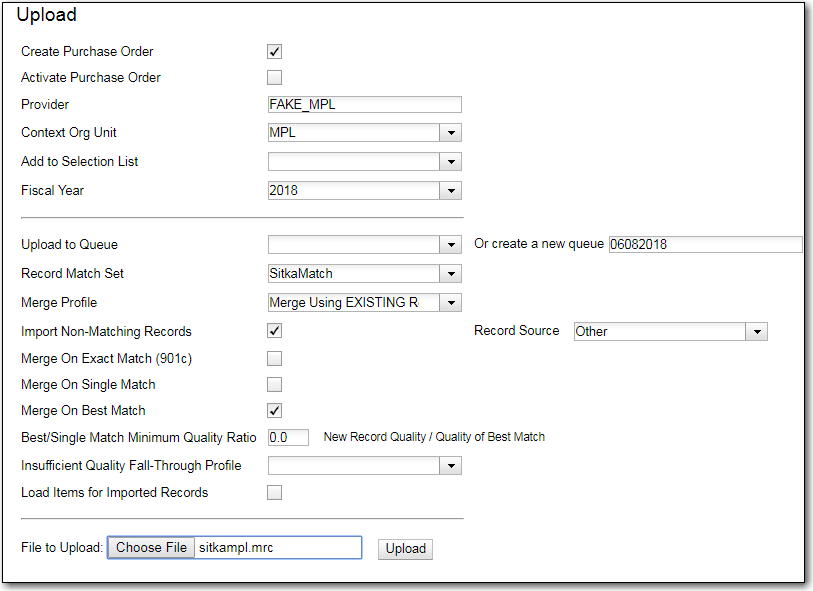 Upload
Create Purchase Order
Activate Purchase Order
Provider FAKE_MPL
Context Org Unit MPL
Add to Selection List
Fiscal Year 2018
Upload to Queue Or create a new queue 06082018
Record Match Set SitkaMatch
Merge Profile Merge Using EXISTING R
Import Non-Matching Records Record Source Other
Merge On Exact Match (901c)
Merge On Single Match
Merge On Best Match
Best/Single Match Minimum Quality Ratio 0.0 New Record Quality / Quality of Best Match
Insufficient Quality Fall-Through Profile
Load Items for Imported Records
File to Upload: Choose File sitkampl.mrc Upload